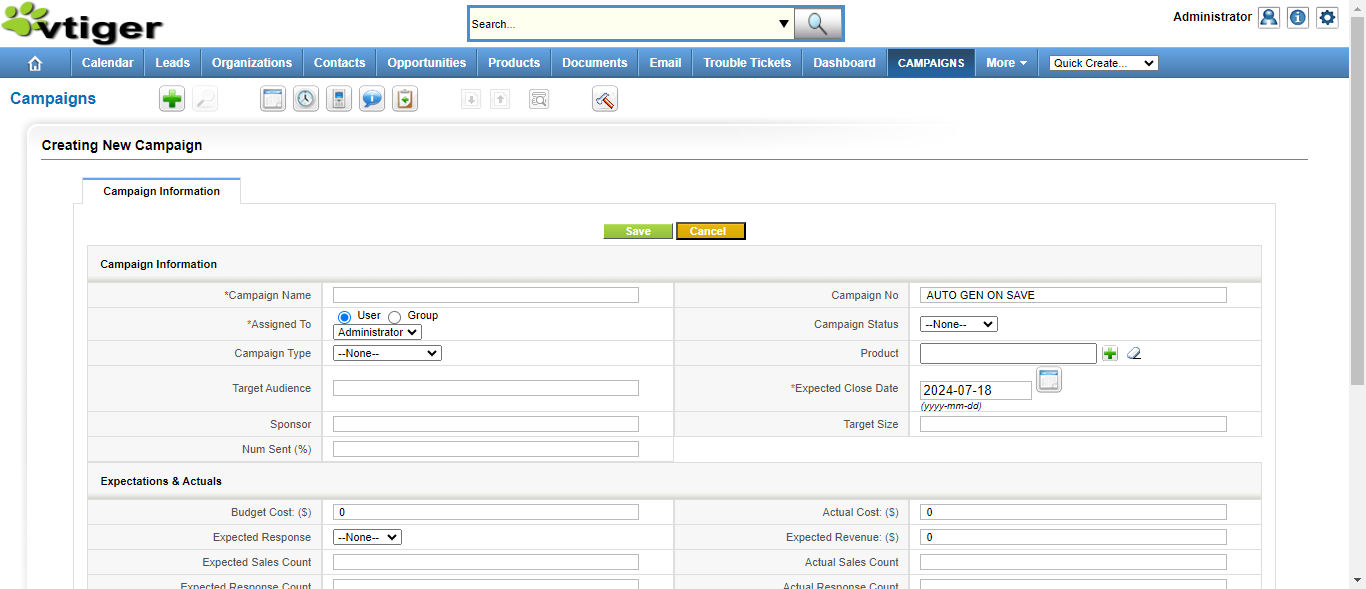 vtiger
Search...
Administrator
Calendar Leads Organizations Contacts Opportunities Products Documents Email Trouble Tickets Dashboard CAMPAIGNS More Quick Create...
Campaigns
Creating New Campaign
Campaign Information
Save Cancel
Campaign Information
*Campaign Name Campaign No AUTO GEN ON SAVE
*Assigned To User Group Administrator Campaign Status --None--
Campaign Type --None-- Product
Target Audience *Expected Close Date 2024-07-18
(yyyy-mm-dd)
Sponsor Target Size
Num Sent (%)
Expectations & Actuals
Budget Cost: ($) 0 Actual Cost: ($) 0
Expected Response --None-- Expected Revenue: ($) 0
Expected Sales Count Actual Sales Count
Expected Response Count Actual Response Count